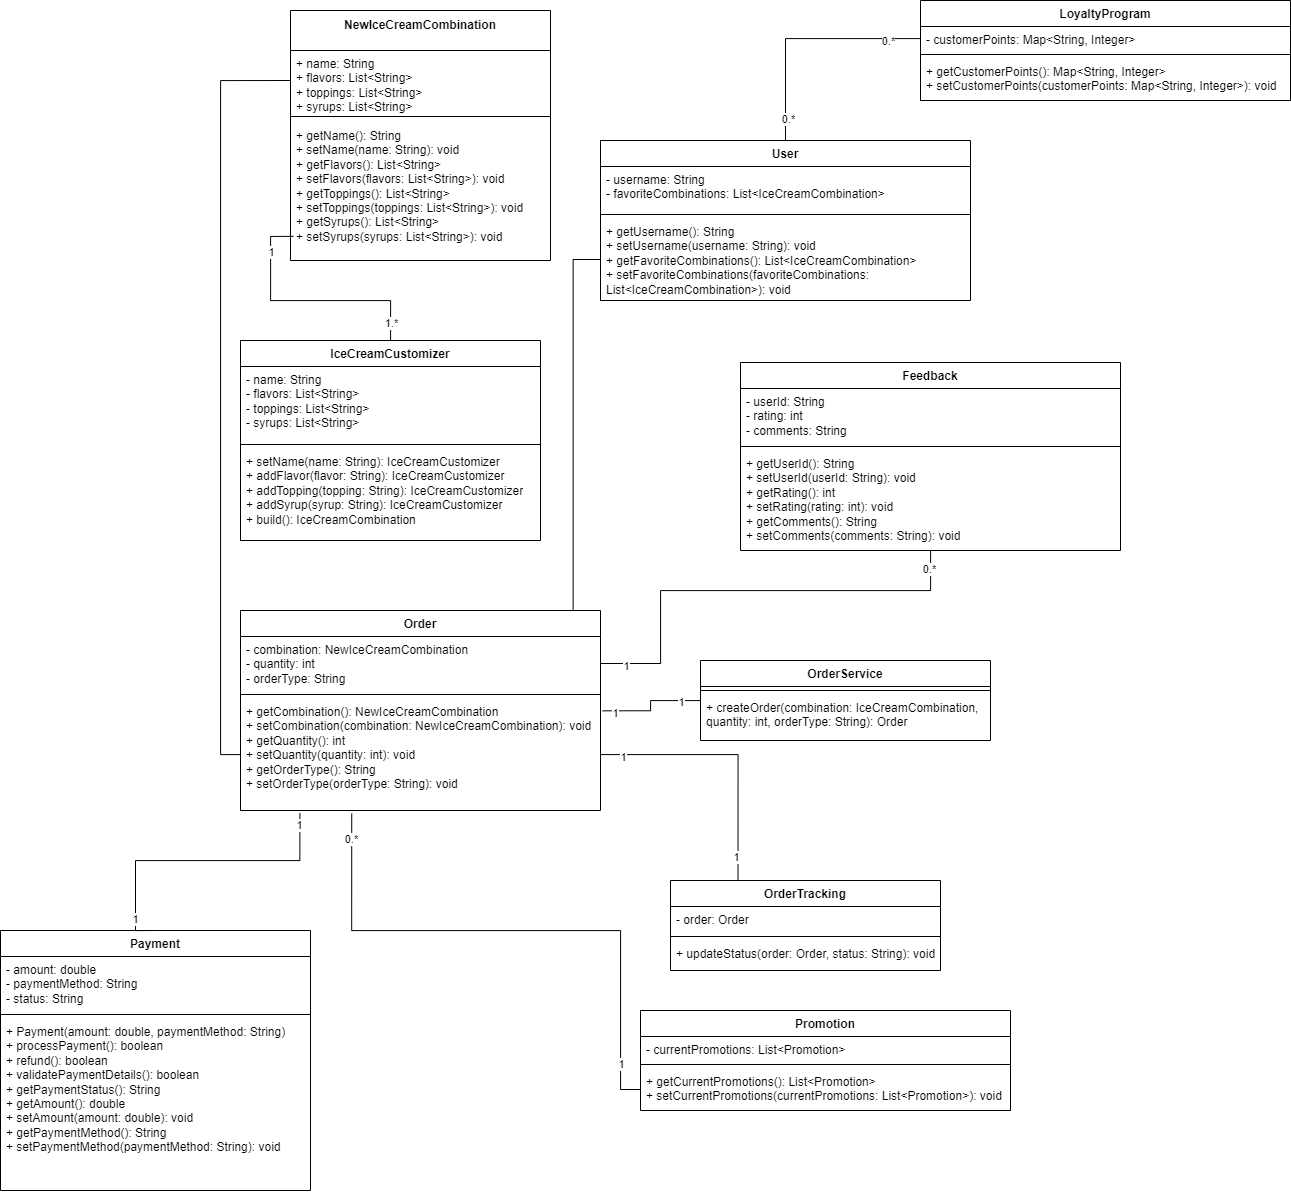 NewIceCreamCombination
+ name: String
+ flavors: List<String>
+ toppings: List<String>
+ syrups: List<String>
+ getName(): String
+ setName(name: String): void
+ getFlavors(): List<String>
+ setFlavors(flavors: List<String>): void
+ getToppings(): List<String>
+ setToppings(toppings: List<String>): void
+ getSyrups(): List<String>
+ setSyrups(syrups: List<String>): void
LoyaltyProgram
- customerPoints: Map<String, Integer>
+ getCustomerPoints(): Map<String, Integer>
+ setCustomerPoints(customerPoints: Map<String, Integer>): void
0.*
0.*
User
- username: String
- favoriteCombinations: List<IceCreamCombination>
+ getUsername(): String
+ setUsername(username: String): void
+ getFavoriteCombinations(): List<IceCreamCombination>
+ setFavoriteCombinations(favoriteCombinations:
List<IceCreamCombination>): void
1
1.*
IceCreamCustomizer
- name: String
- flavors: List<String>
- toppings: List<String>
- syrups: List<String>
+ setName(name: String): IceCreamCustomizer
+ addFlavor(flavor: String): IceCreamCustomizer
+ addTopping(topping: String): IceCreamCustomizer
+ addSyrup(syrup: String): IceCreamCustomizer
+ build(): IceCreamCombination
Feedback
- userId: String
- rating: int
- comments: String
+ getUserId(): String
+ setUserId(userId: String): void
+ getRating(): int
+ setRating(rating: int): void
+ getComments(): String
+ setComments(comments: String): void
0.*
Order
- combination: NewIceCreamCombination
- quantity: int
- orderType: String
+ getCombination(): NewIceCreamCombination
+ setCombination(combination: NewIceCreamCombination): void
+ getQuantity(): int
+ setQuantity(quantity: int): void
+ getOrderType(): String
+ setOrderType(orderType: String): void
1
1
1
1
OrderService
+ createOrder(combination: IceCreamCombination,
quantity: int, orderType: String): Order
1
0.*
1
1
OrderTracking
- order: Order
+ updateStatus(order: Order, status: String): void
Payment
- amount: double
- paymentMethod: String
- status: String
+ Payment(amount: double, paymentMethod: String)
+ processPayment(): boolean
+ refund(): boolean
+ validatePaymentDetails(): boolean
+ getPaymentStatus(): String
+ getAmount(): double
+ setAmount(amount: double): void
+ getPaymentMethod(): String
+ setPaymentMethod(paymentMethod: String): void
1
Promotion
- currentPromotions: List<Promotion>
+ getCurrentPromotions(): List<Promotion>
+ setCurrentPromotions(currentPromotions: List<Promotion>): void